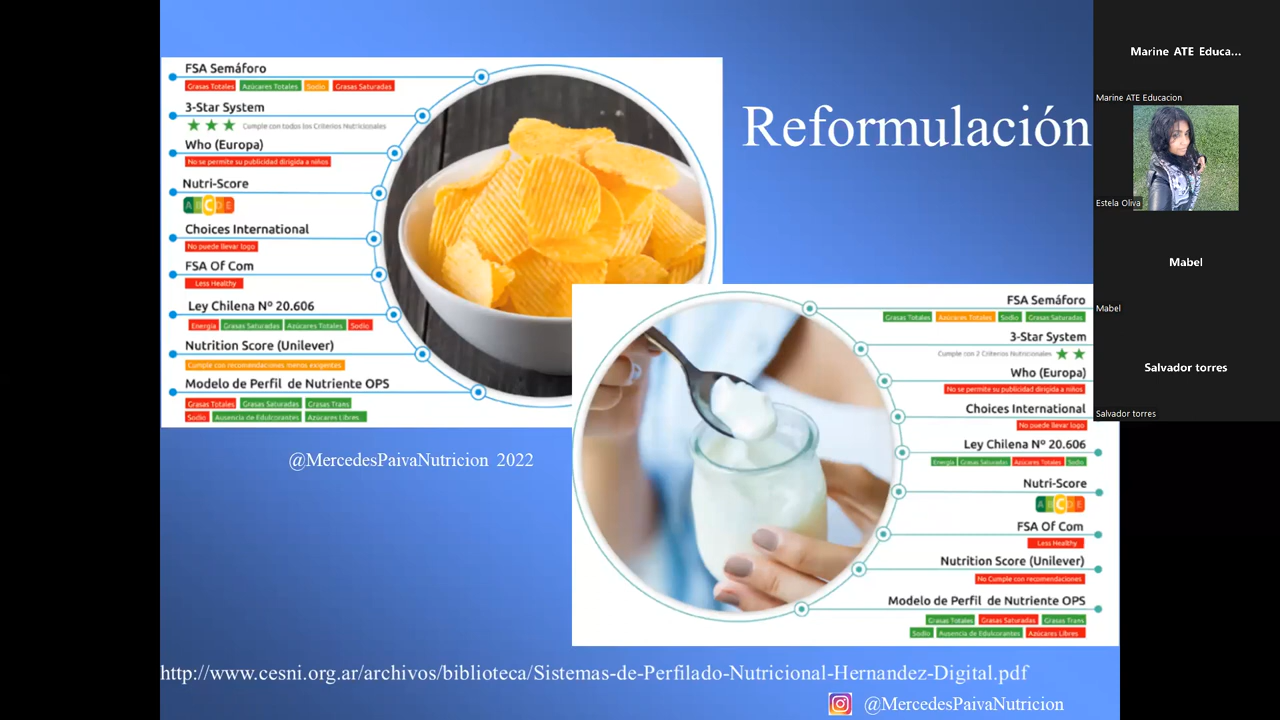 FSA Semáforo
Grasas Totales Azúcares Totales Sodio Grasas Saturadas
3-Star System
Cumple con todos los Criterios Nutricionales
Who (Europa)
No se permite su publicidad dirigida a niños
Nutri-Score
A B C D E
Choices International
No puede llevar logo
FSA Of Com
Less Healthy
Ley Chilena Nº 20.606
Energía Grasas Saturadas Azúcares Totales Sodio
Nutrition Score (Unilever)
Cumple con recomendaciones menos exigentes
Modelo de Perfil de Nutriente OPS
Grasas Totales Grasas Saturadas Grasas Trans
Sodio Ausencia de Edulcorantes Azúcares Libres
@MercedesPaivaNutricion 2022
Reformulación
FSA Semáforo
Grasas Totales Azúcares Totales Sodio Grasas Saturadas
3-Star System
Cumple con 2 Criterios Nutricionales
Who (Europa)
No se permite su publicidad dirigida a niños
Choices International
No puede llevar logo
Ley Chilena Nº 20.606
Energía Grasas Saturadas Azúcares Totales Sodio
Nutri-Score
A B C D E
FSA Of Com
Less Healthy
Nutrition Score (Unilever)
No Cumple con recomendaciones
Modelo de Perfil de Nutriente OPS
Grasas Totales Grasas Saturadas Grasas Trans
Sodio Ausencia de Edulcorantes Azúcares Libres
http://www.cesni.org.ar/archivos/biblioteca/Sistemas-de-Perfilado-Nutricional-Hernandez-Digital.pdf
@MercedesPaivaNutricion
Marine ATE Educa...
Marine ATE Educacion
Estela Oliva
Mabel
Mabel
Salvador torres
Salvador torres